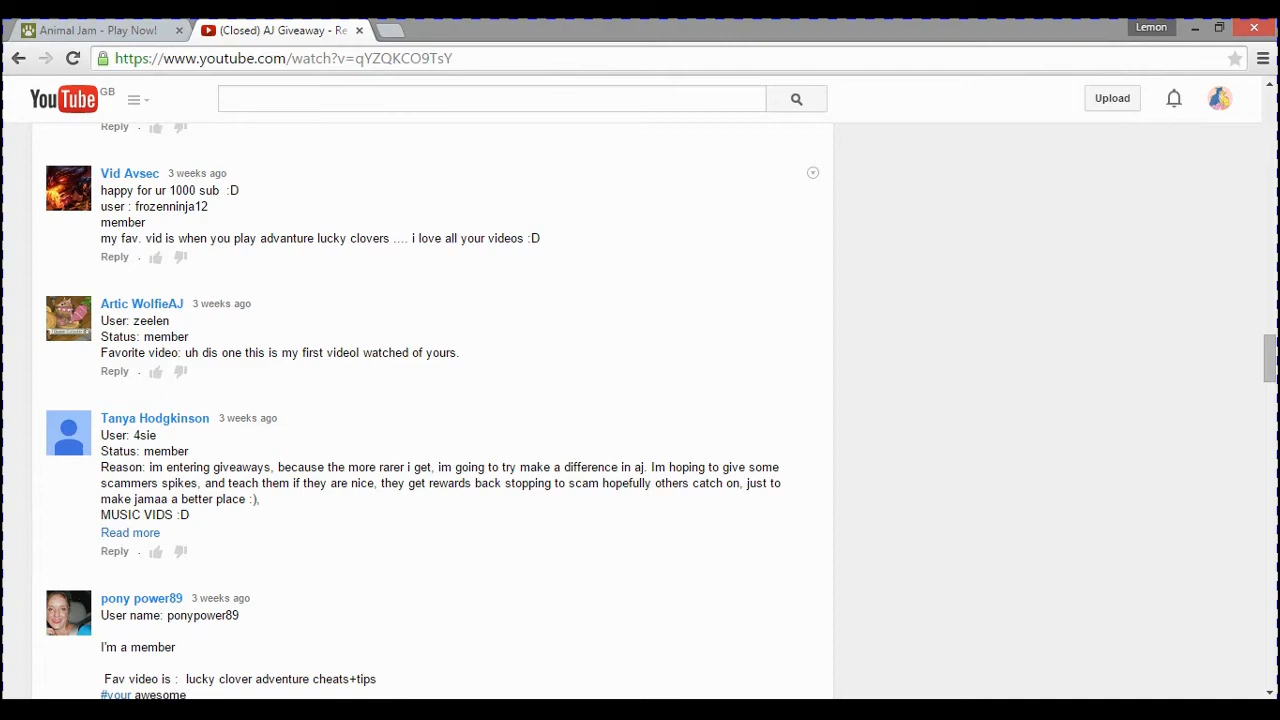 Animal Jam - Play Now!
(Closed) AJ Giveaway - Re
Lemon
https://www.youtube.com/watch?v=qYZQKCO9TsY
YouTube GB
Upload
Reply .
Vid Avsec 3 weeks ago
happy for ur 1000 sub :D
user : frozenninja12
member
my fav. vid is when you play advanture lucky clovers .... i love all your videos :D
Reply .
Artic WolfieAJ 3 weeks ago
User: zeelen
Status: member
Favorite video: uh dis one this is my first videoI watched of yours.
Reply .
Tanya Hodgkinson 3 weeks ago
User: 4sie
Status: member
Reason: im entering giveaways, because the more rarer i get, im going to try make a difference in aj. Im hoping to give some
scammers spikes, and teach them if they are nice, they get rewards back stopping to scam hopefully others catch on, just to
make jamaa a better place :),
MUSIC VIDS :D
Read more
Reply .
pony power89 3 weeks ago
User name: ponypower89
I'm a member
Fav video is : lucky clover adventure cheats+tips
#your awesome